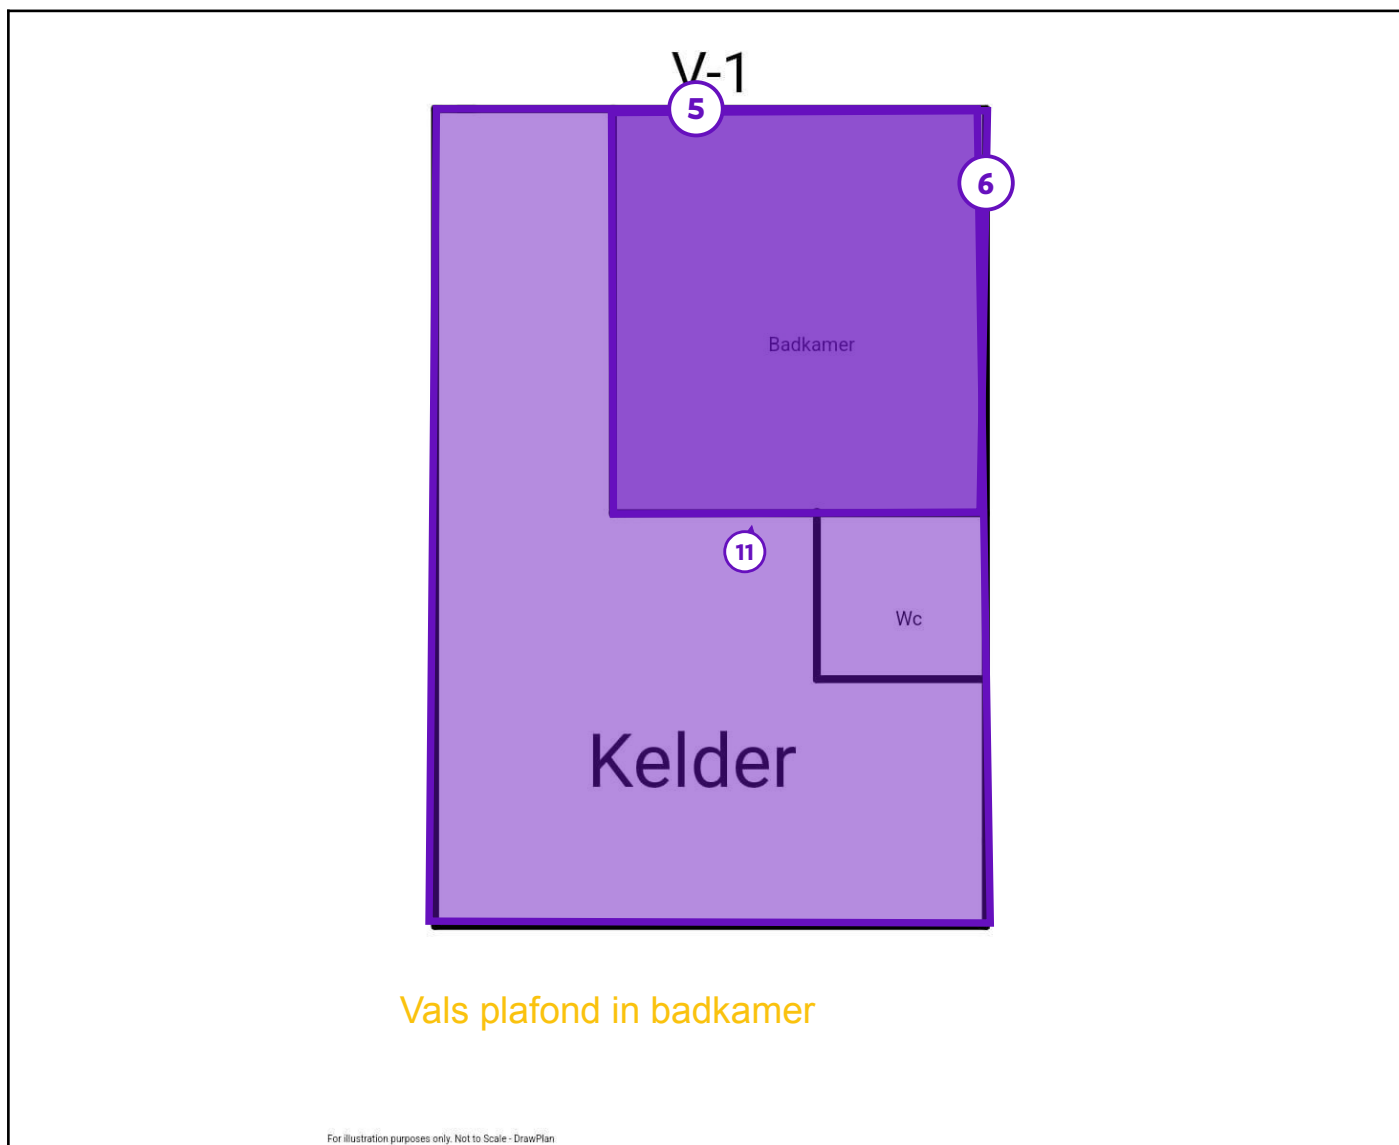 V-1
5
6
Badkamer
11
Wc
Kelder
Vals plafond in badkamer
For illustration purposes only. Not to Scale - DrawPlan